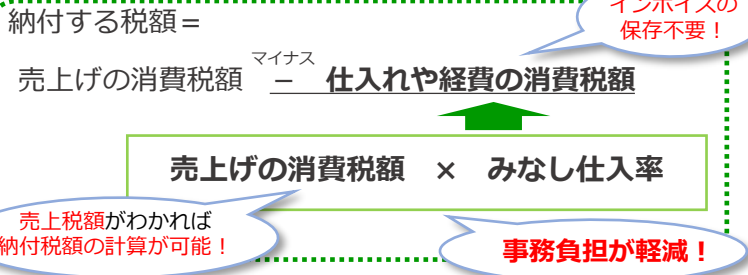 インボイスの
保存不要！
納付する税額＝
マイナス
売上げの消費税額 － 仕入れや経費の消費税額
売上げの消費税額 × みなし仕入率
売上税額がわかれば
納付税額の計算が可能！
事務負担が軽減！